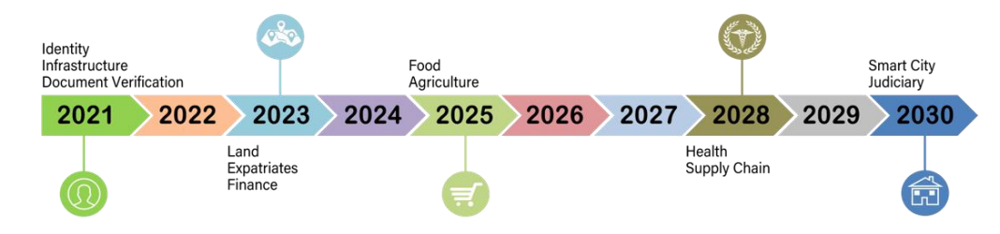 Identity
Infrastructure
Document Verification
Food
Agriculture
Smart City
Judiciary
2021 2022 2023 2024 2025 2026 2027 2028 2029 2030
Land
Expatriates
Finance
Health
Supply Chain